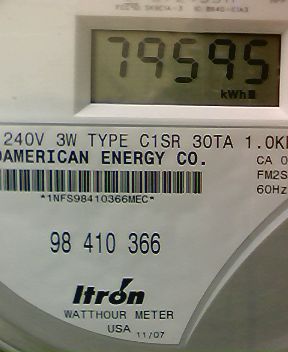 79595
kWh
240V 3W TYPE C1SR 30TA 1.0K
AMERICAN ENERGY CO.
CA 0
FM2S
60Hz
*1NFS98410366MEC*
98 410 366
Itrón
WATTHOUR METER
USA 11/07